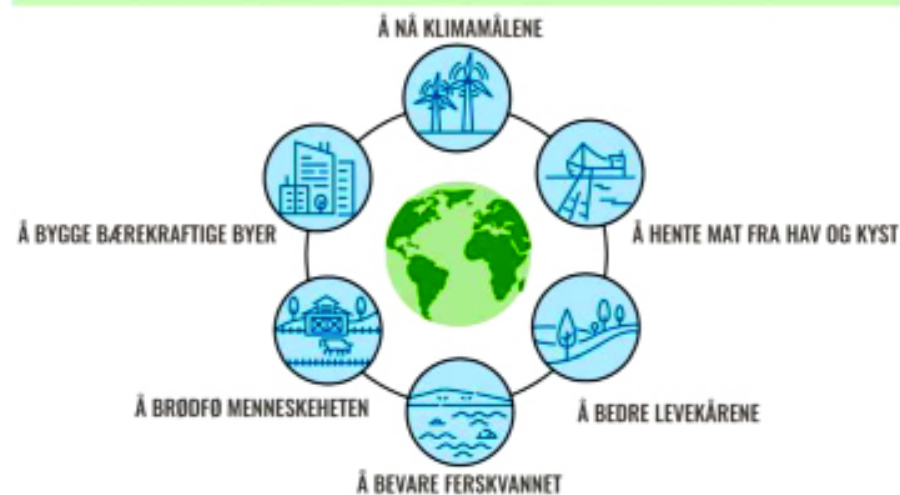 Å NÅ KLIMAMÅLENE
Å BYGGE BÆREKRAFTIGE BYER
Å HENTE MAT FRA HAV OG KYST
Å BRØDFØ MENNESKEHETEN
Å BEDRE LEVEKÅRENE
Å BEVARE FERSKVANNET